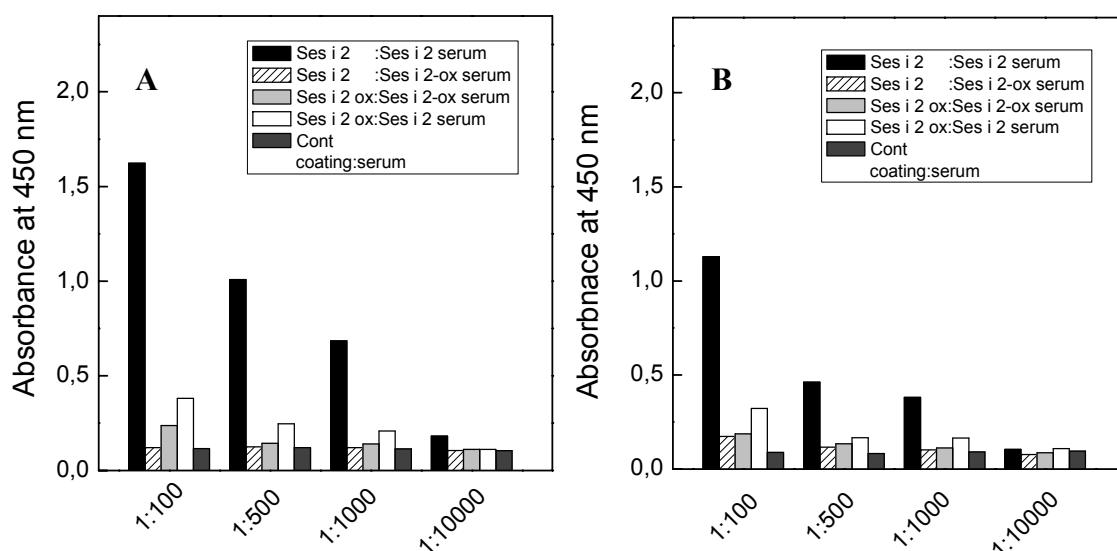 A
Ses i 2 :Ses i 2 serum
Ses i 2 :Ses i 2-ox serum
Ses i 2 ox:Ses i 2-ox serum
Ses i 2 ox:Ses i 2 serum
Cont
coating:serum
Absorbance at 450 nm
2,0
1,5
1,0
0,5
0,0
1:100
1:500
1:1000
1:10000
B
Ses i 2 :Ses i 2 serum
Ses i 2 :Ses i 2-ox serum
Ses i 2 ox:Ses i 2-ox serum
Ses i 2 ox:Ses i 2 serum
Cont
coating:serum
Absorbnace at 450 nm
2,0
1,5
1,0
0,5
0,0
1:100
1:500
1:1000
1:10000